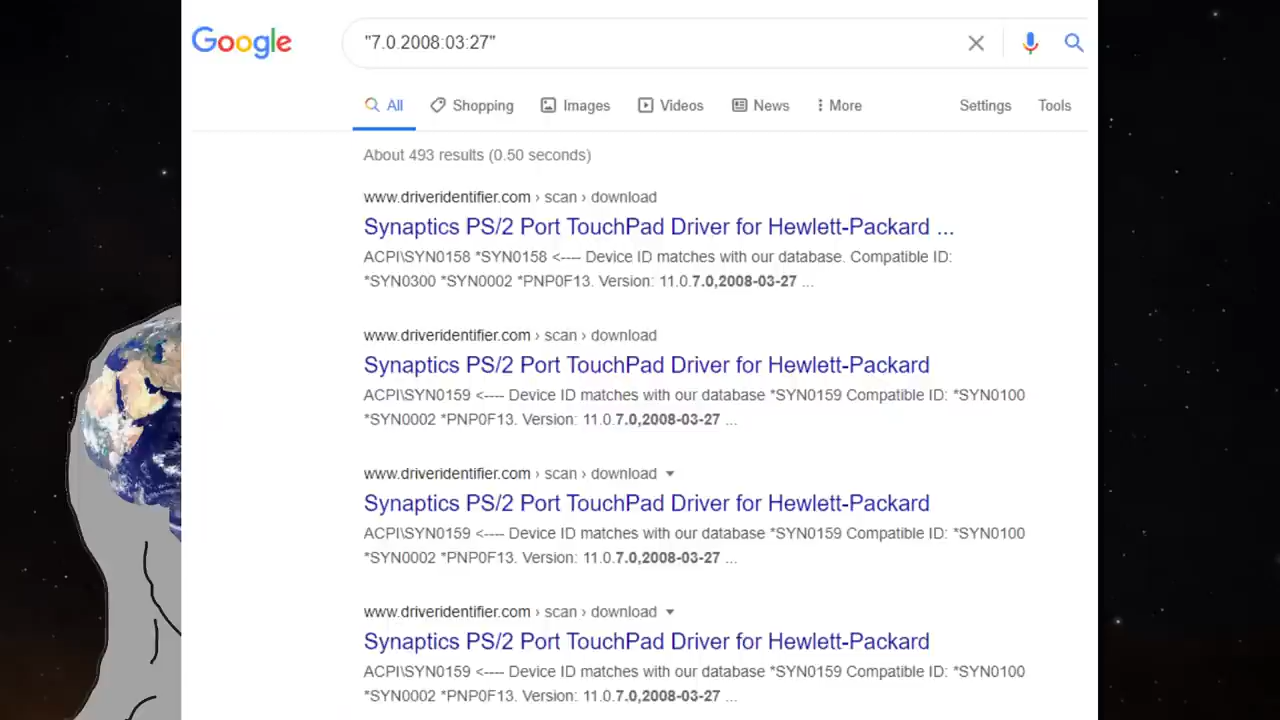 Google
"7.0 2008:03:27"
All Shopping Images Videos News More Settings Tools
About 493 results (0.50 seconds)
www.driveridentifier.com › scan › download
Synaptics PS/2 Port TouchPad Driver for Hewlett-Packard ...
ACPI\SYN0158 *SYN0158 <---- Device ID matches with our database. Compatible ID:
*SYN0300 *SYN0002 *PNP0F13. Version: 11.0.7.0,2008-03-27 ...
www.driveridentifier.com › scan › download
Synaptics PS/2 Port TouchPad Driver for Hewlett-Packard
ACPI\SYN0159 <---- Device ID matches with our database *SYN0159 Compatible ID: *SYN0100
*SYN0002 *PNP0F13. Version: 11.0.7.0,2008-03-27 ...
www.driveridentifier.com › scan › download
Synaptics PS/2 Port TouchPad Driver for Hewlett-Packard
ACPI\SYN0159 <---- Device ID matches with our database *SYN0159 Compatible ID: *SYN0100
*SYN0002 *PNP0F13. Version: 11.0.7.0,2008-03-27 ...
www.driveridentifier.com › scan › download
Synaptics PS/2 Port TouchPad Driver for Hewlett-Packard
ACPI\SYN0159 <---- Device ID matches with our database *SYN0159 Compatible ID: *SYN0100
*SYN0002 *PNP0F13. Version: 11.0.7.0,2008-03-27 ...